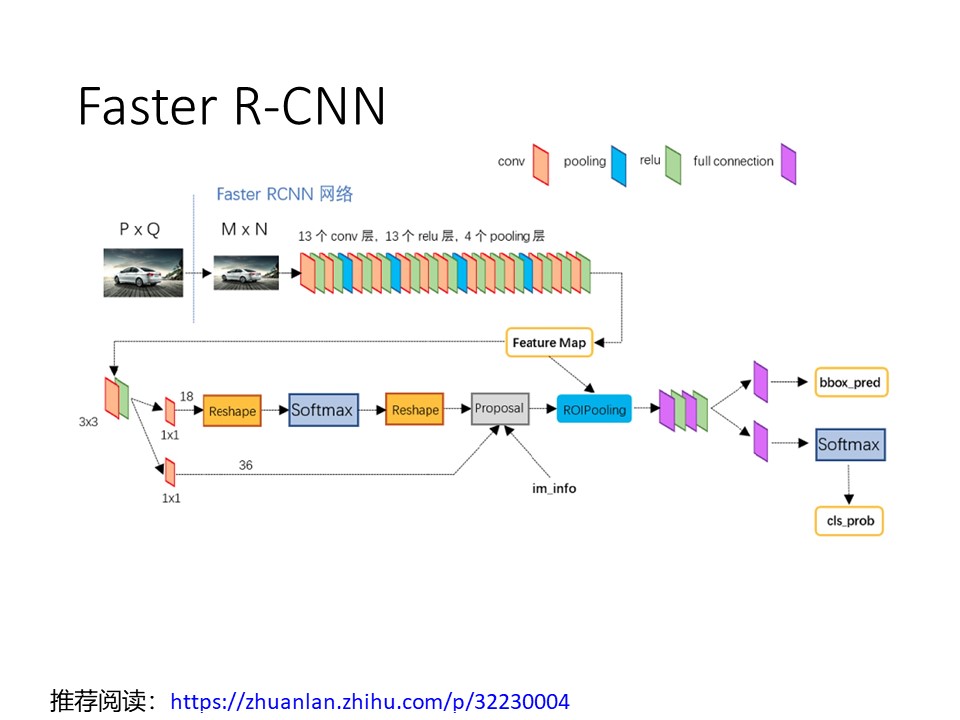 Faster R-CNN
conv
pooling
relu
full connection
Faster RCNN 网络
P x Q
M x N
13 个 conv 层, 13 个 relu 层, 4 个 pooling 层
Feature Map
3x3
18
1x1
Reshape
Softmax
Reshape
Proposal
ROIPooling
bbox_pred
Softmax
36
1x1
im_info
cls_prob
推荐阅读：https://zhuanlan.zhihu.com/p/32230004